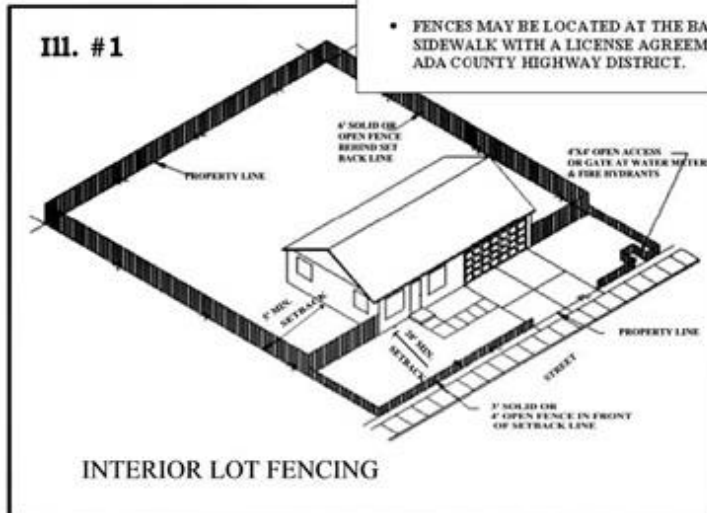 • FENCES MAY BE LOCATED AT THE BA
SIDEWALK WITH A LICENSE AGREEM
ADA COUNTY HIGHWAY DISTRICT.
Ill. #1
6' SOLID OR
OPEN FENCE
BEHIND SET
BACK LINE
4'X4' OPEN ACCESS
OR GATE AT WATER METER
& FIRE HYDRANTS
PROPERTY LINE
5' MIN.
SETBACK
20' MIN.
SETBACK
PROPERTY LINE
STREET
3' SOLID OR
4' OPEN FENCE IN FRONT
OF SETBACK LINE
INTERIOR LOT FENCING